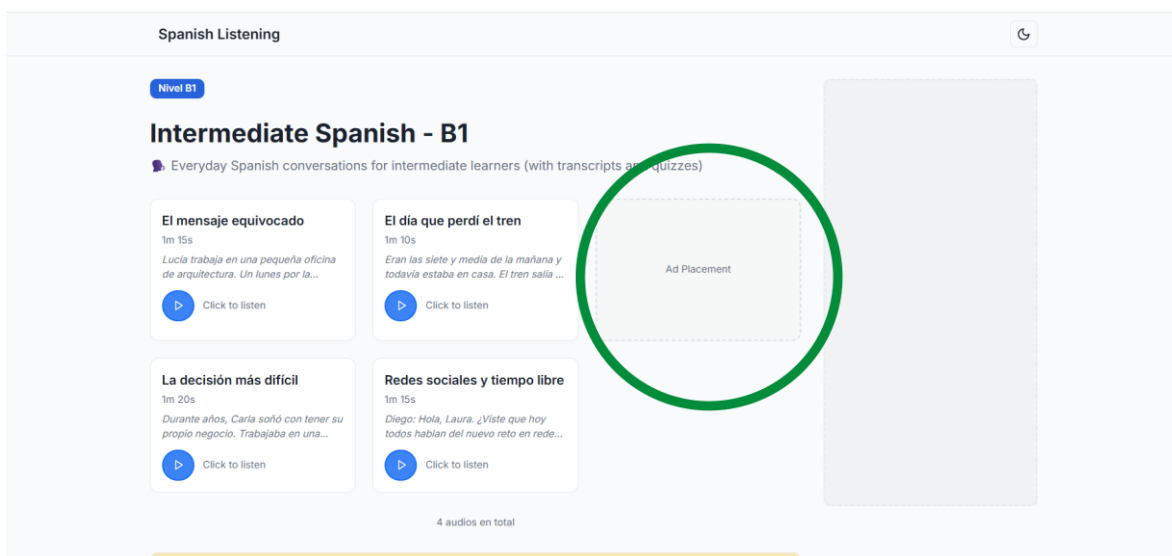 Spanish Listening
Nivel B1
Intermediate Spanish - B1
Everyday Spanish conversations for intermediate learners (with transcripts and quizzes)
El mensaje equivocado
1m 15s
Lucía trabaja en una pequeña oficina
de arquitectura. Un lunes por la...
Click to listen
El día que perdí el tren
1m 10s
Eran las siete y media de la mañana y
todavía estaba en casa. El tren salía ...
Click to listen
Ad Placement
La decisión más difícil
1m 20s
Durante años, Carla soñó con tener su
propio negocio. Trabajaba en una...
Click to listen
Redes sociales y tiempo libre
1m 15s
Diego: Hola, Laura. ¿Viste que hoy
todos hablan del nuevo reto en rede...
Click to listen
4 audios en total